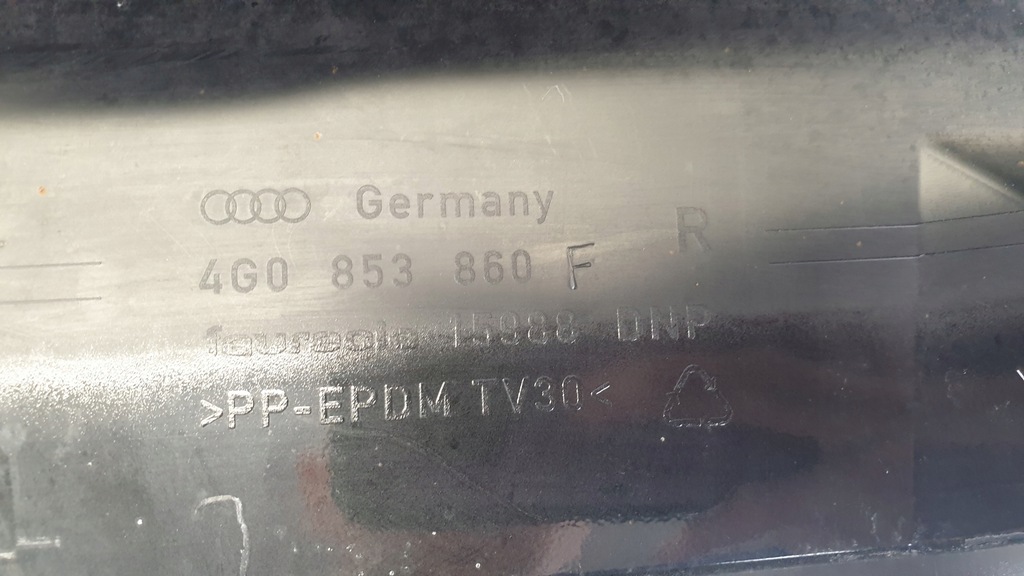 Germany
4G0 853 860 F R
faurecia 15988 DNP
>PP-EPDM TV30<